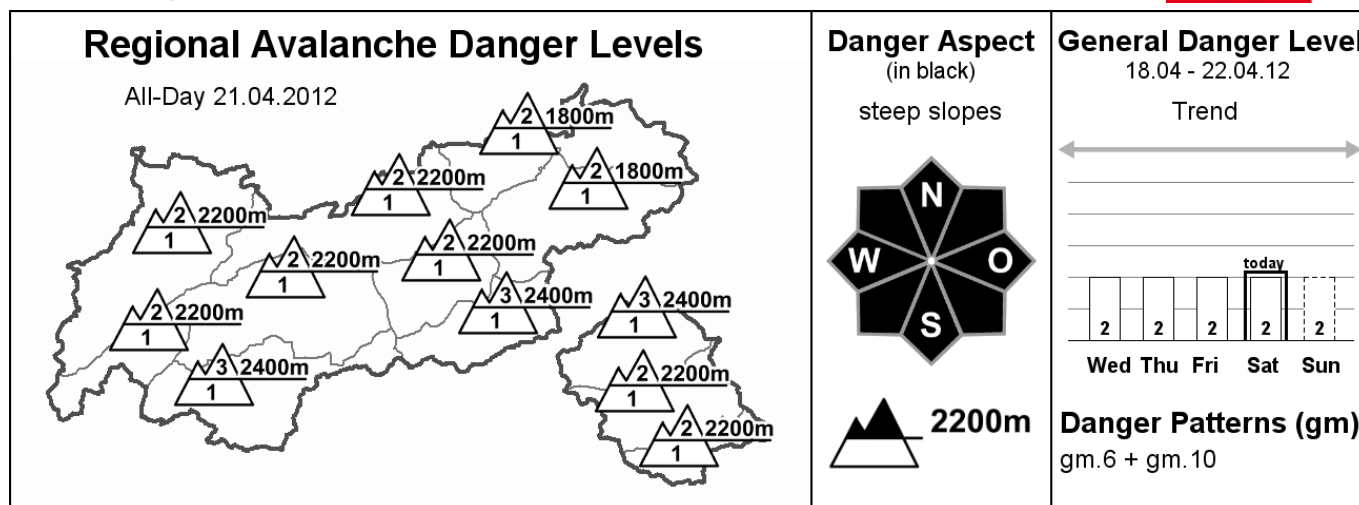 Regional Avalanche Danger Levels
All-Day 21.04.2012
2 1800m
1
2 1800m
1
2 2200m
1
2 2200m
1
2 2200m
1
2 2200m
1
3 2400m
1
3 2400m
1
2 2200m
1
3 2400m
1
2 2200m
1
2 2200m
1
Danger Aspect
(in black)
steep slopes
N
W O
S
2200m
General Danger Level
18.04 - 22.04.12
Trend
today
2 2 2 2 2
Wed Thu Fri Sat Sun
Danger Patterns (gm)
gm.6 + gm.10